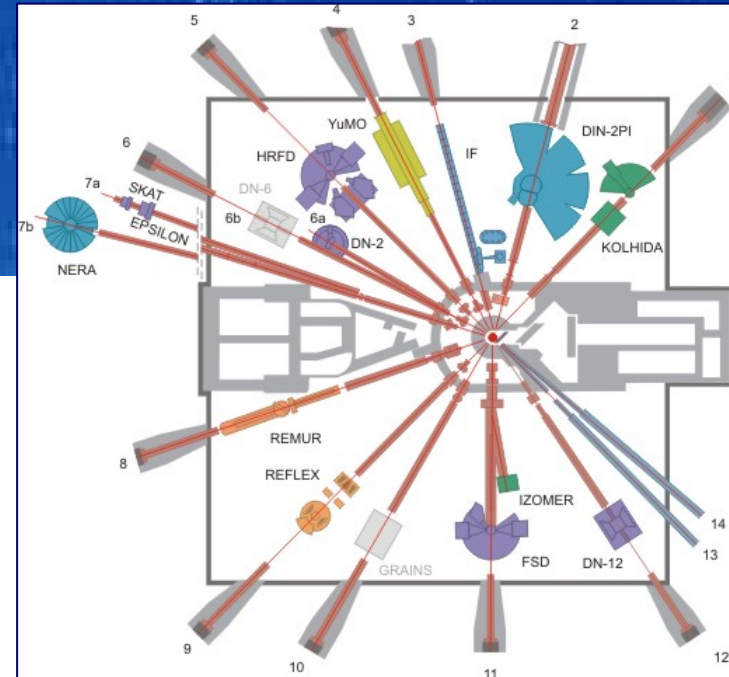 5
4
3
2
YuMO
IF
DIN-2PI
HRFD
6
DN-6
7a
SKAT
6b
6a
DN-2
KOLHIDA
EPSILON
7b
NERA
REMUR
8
REFLEX
IZOMER
14
GRAINS
FSD
DN-12
13
9
10
11
12